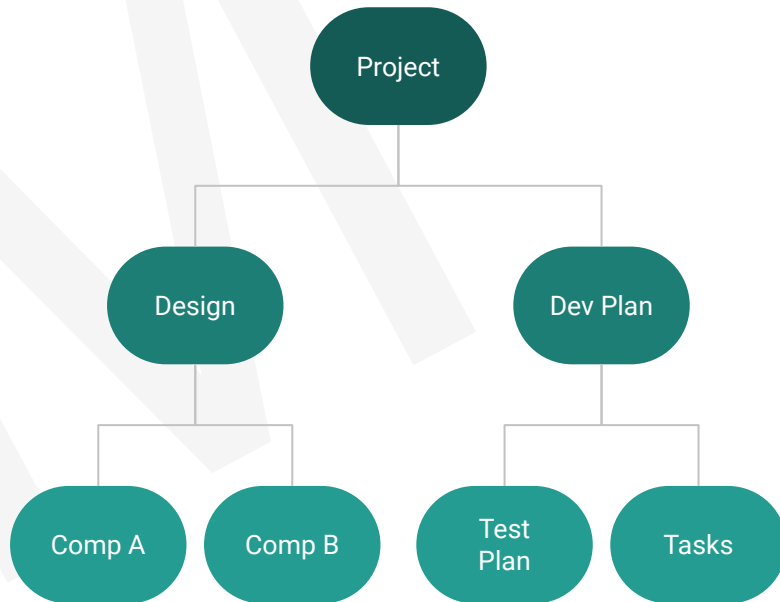 Project
Design
Dev Plan
Comp A
Comp B
Test
Plan
Tasks